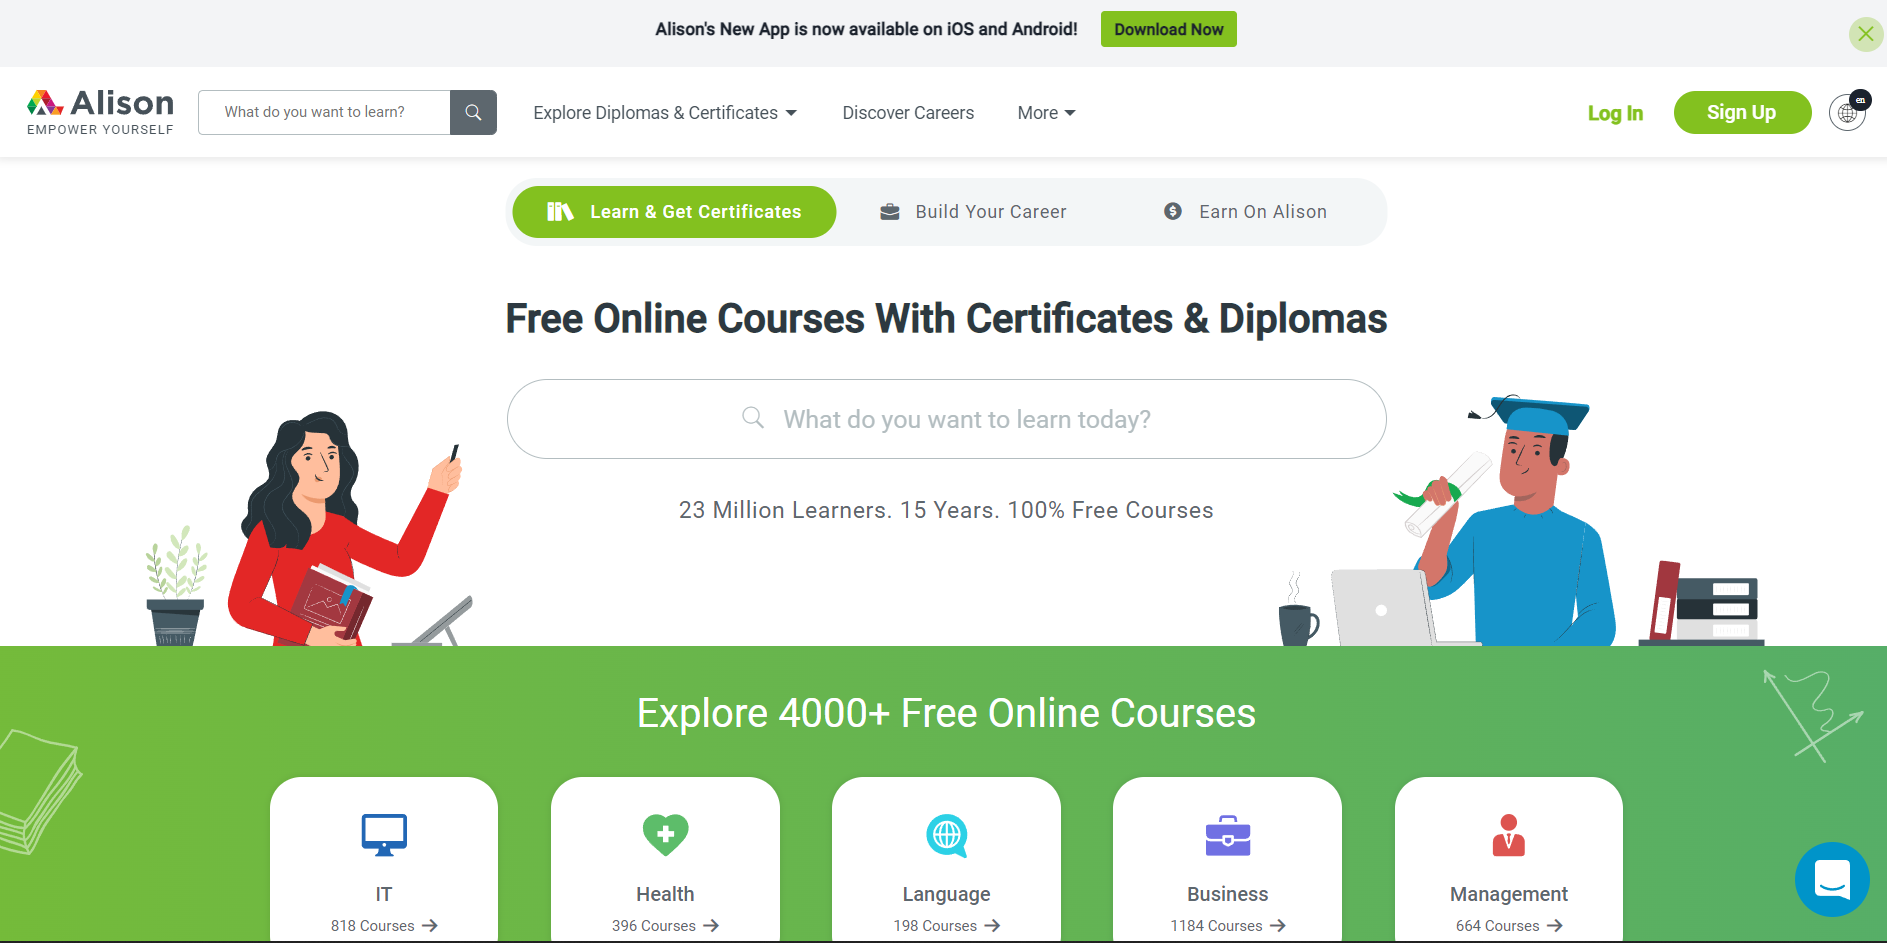 Alison's New App is now available on iOS and Android!
Download Now
Alison
EMPOWER YOURSELF
What do you want to learn?
Explore Diplomas & Certificates
Discover Careers
More
Log In
Sign Up
en
Learn & Get Certificates
Build Your Career
Earn On Alison
Free Online Courses With Certificates & Diplomas
What do you want to learn today?
23 Million Learners. 15 Years. 100% Free Courses
Explore 4000+ Free Online Courses
IT
818 Courses
Health
396 Courses
Language
198 Courses
Business
1184 Courses
Management
664 Courses